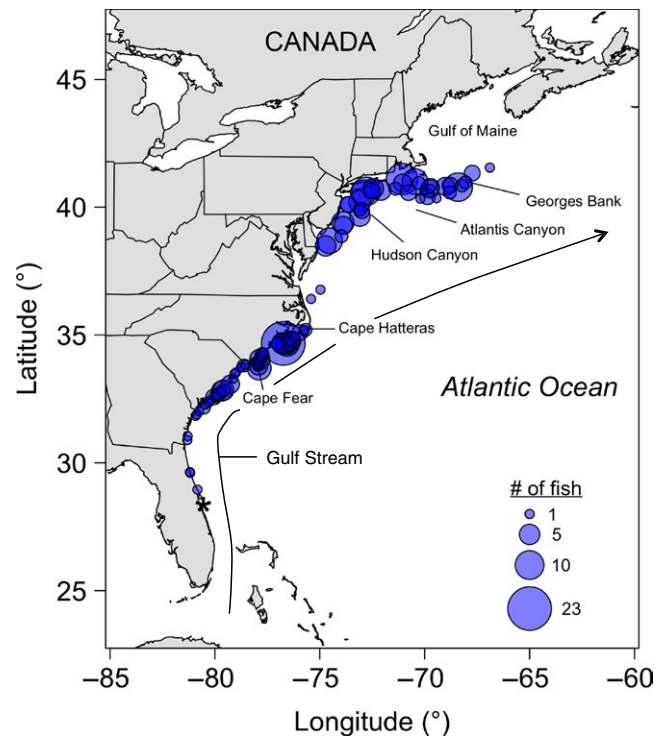 CANADA
45
Gulf of Maine
Georges Bank
40
Atlantis Canyon
Hudson Canyon
35
Cape Hatteras
Latitude (°)
Atlantic Ocean
Cape Fear
Gulf Stream
30
*
# of fish
1
5
10
23
25
−85 −80 −75 −70 −65 −60
Longitude (°)